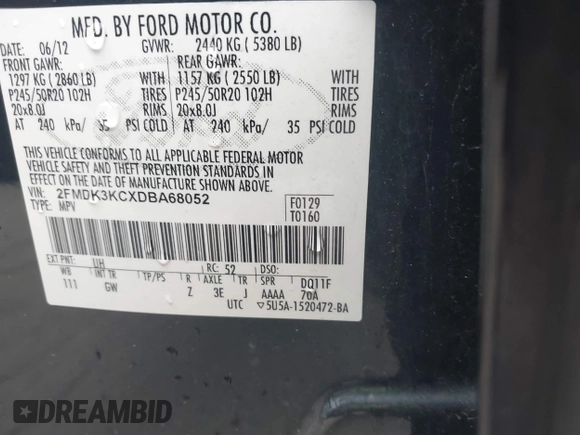 MFD. BY FORD MOTOR CO.
DATE: 06/12 GVWR: 2440 KG ( 5380 LB)
FRONT GAWR: REAR GAWR:
1297 KG ( 2860 LB) WITH 1157 KG ( 2550 LB) WITH
P245/50R20 102H TIRES P245/50R20 102H TIRES
20x8.0J RIMS 20x8.0J RIMS
AT 240 kPa/ 35 PSI COLD AT 240 kPa/ 35 PSI COLD
THIS VEHICLE CONFORMS TO ALL APPLICABLE FEDERAL MOTOR
VEHICLE SAFETY AND THEFT PREVENTION STANDARDS IN
EFFECT ON THE DATE OF MANUFACTURE SHOWN ABOVE.
VIN: 2FMDK3KCXDBA68052 F0129
TYPE: MPV T0160
EXT PNT: UH RC: 52 DSO:
WB INT TR TP/PS R AXLE TR SPR DQ11F
111 GW Z 3E J AAAA 70A
UTC ▽5U5A-1520472-BA
DREAMBID